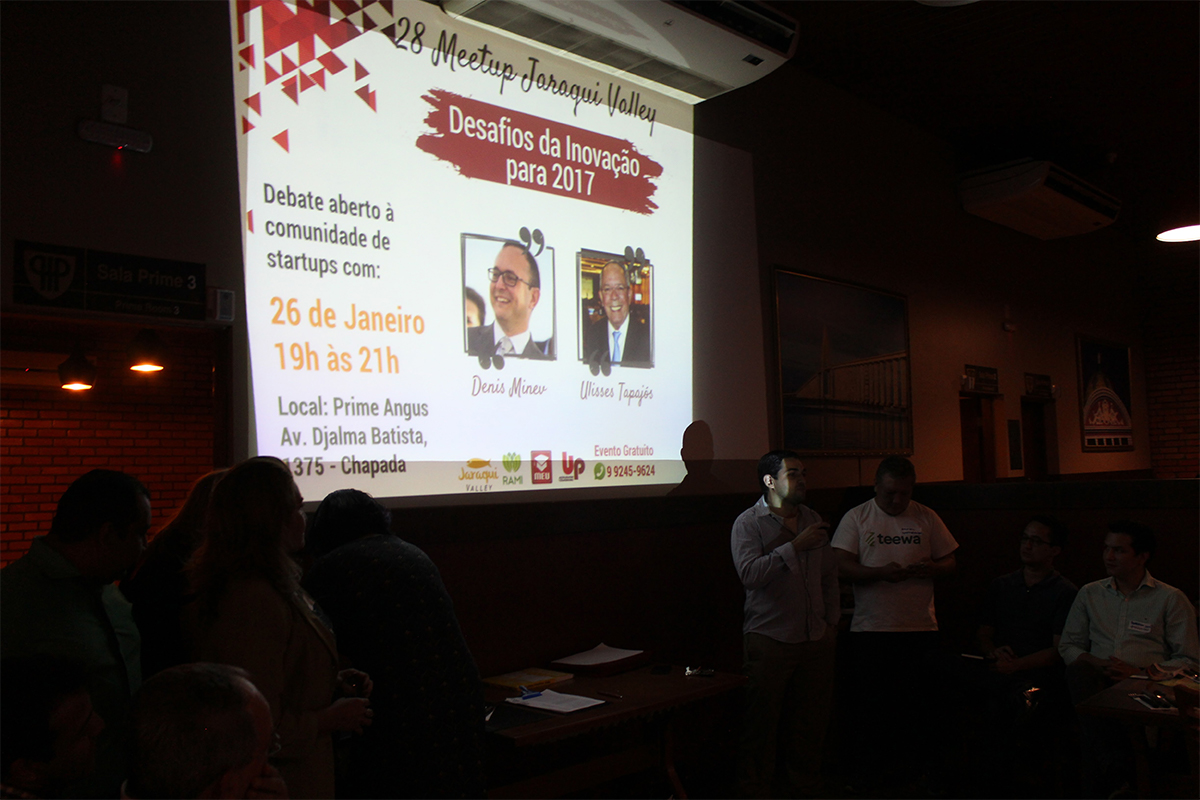 28 Meetup Jaraqui Valley
Desafios da Inovação
para 2017
Debate aberto à
comunidade de
startups com:
26 de Janeiro
19h às 21h
Local: Prime Angus
Av. Djalma Batista,
1375 - Chapada
Denis Minev
Ulisses Tapajós
Evento Gratuito
9 9245-9624
Jaraqui
VALLEY
RAMI
MEU
Up
Sala Prime 3
teewa